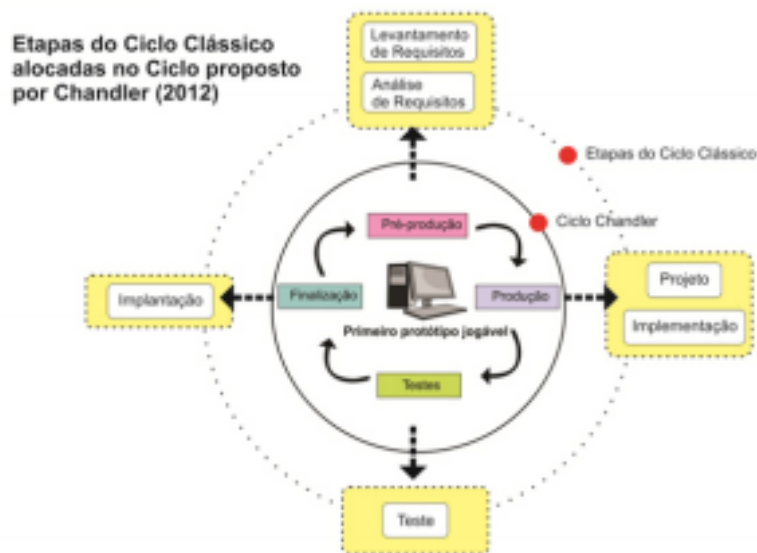 Etapas do Ciclo Clássico
alocadas no Ciclo proposto
por Chandler (2012)
Levantamento
de Requisitos
Análise
de Requisitos
Etapas do Ciclo Clássico
Ciclo Chandler
Pré-produção
Finalização
Produção
Primeiro protótipo jogável
Testes
Implantação
Projeto
Implementação
Teste